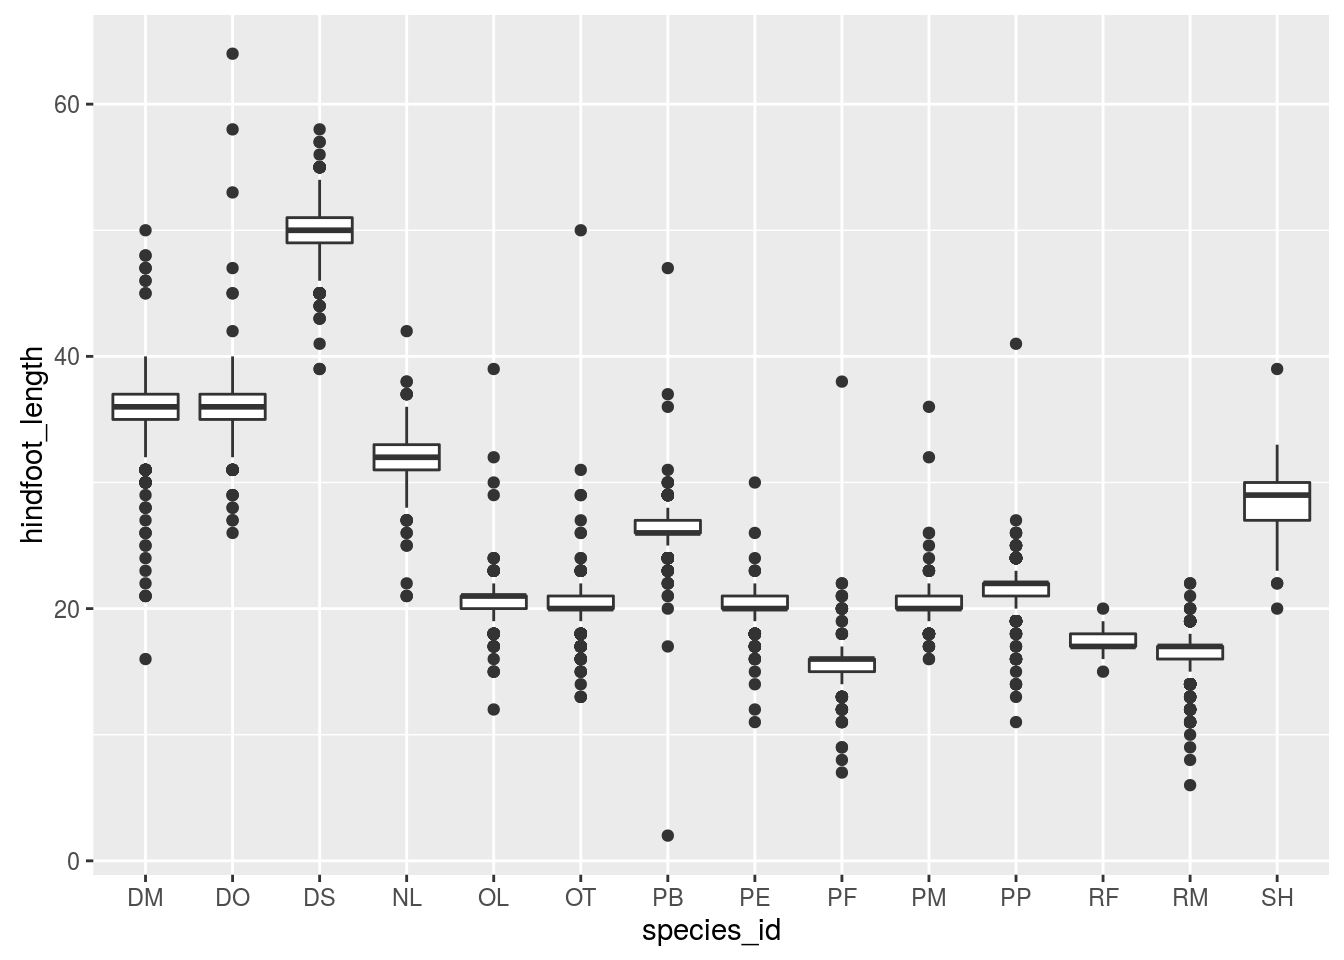 hindfoot_length
60
40
20
0
DM DO DS NL OL OT PB PE PF PM PP RF RM SH
species_id